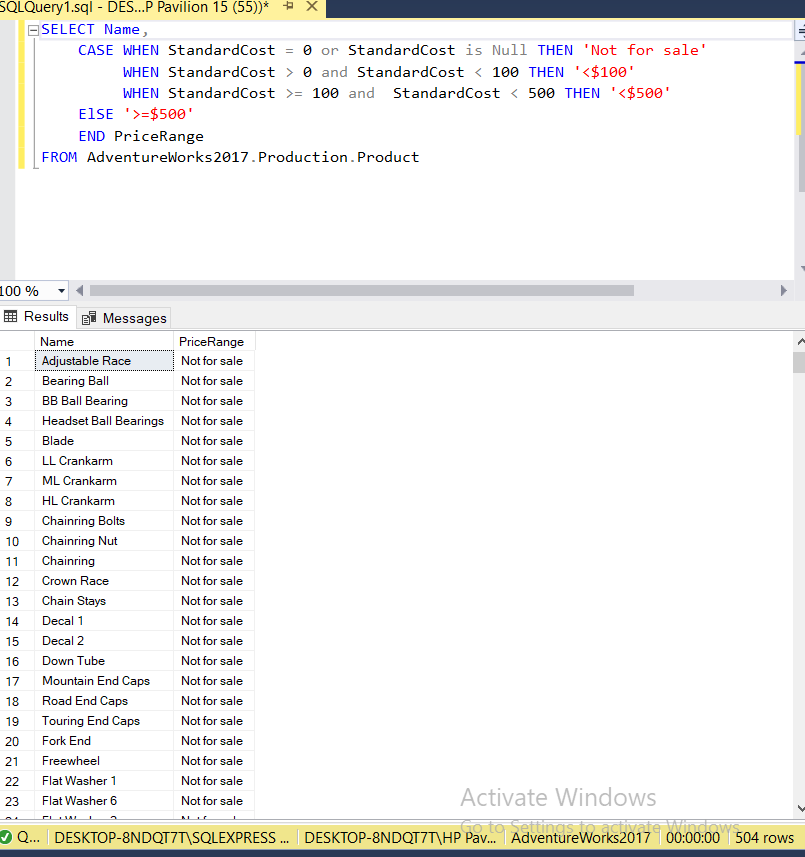 SQLQuery1.sql - DES...P Pavilion 15 (55))*
SELECT Name,
CASE WHEN StandardCost = 0 or StandardCost is Null THEN 'Not for sale'
WHEN StandardCost > 0 and StandardCost < 100 THEN '<$100'
WHEN StandardCost >= 100 and  StandardCost < 500 THEN '<$500'
ElSE '>=$500'
END PriceRange
FROM AdventureWorks2017.Production.Product
100 %
Results Messages
Name PriceRange
1 Adjustable Race Not for sale
2 Bearing Ball Not for sale
3 BB Ball Bearing Not for sale
4 Headset Ball Bearings Not for sale
5 Blade Not for sale
6 LL Crankarm Not for sale
7 ML Crankarm Not for sale
8 HL Crankarm Not for sale
9 Chainring Bolts Not for sale
10 Chainring Nut Not for sale
11 Chainring Not for sale
12 Crown Race Not for sale
13 Chain Stays Not for sale
14 Decal 1 Not for sale
15 Decal 2 Not for sale
16 Down Tube Not for sale
17 Mountain End Caps Not for sale
18 Road End Caps Not for sale
19 Touring End Caps Not for sale
20 Fork End Not for sale
21 Freewheel Not for sale
22 Flat Washer 1 Not for sale
23 Flat Washer 6 Not for sale
Activate Windows
Go to Settings to activate Windows.
Q... DESKTOP-8NDQT7T\SQLEXPRESS ... DESKTOP-8NDQT7T\HP Pav... AdventureWorks2017 00:00:00 504 rows